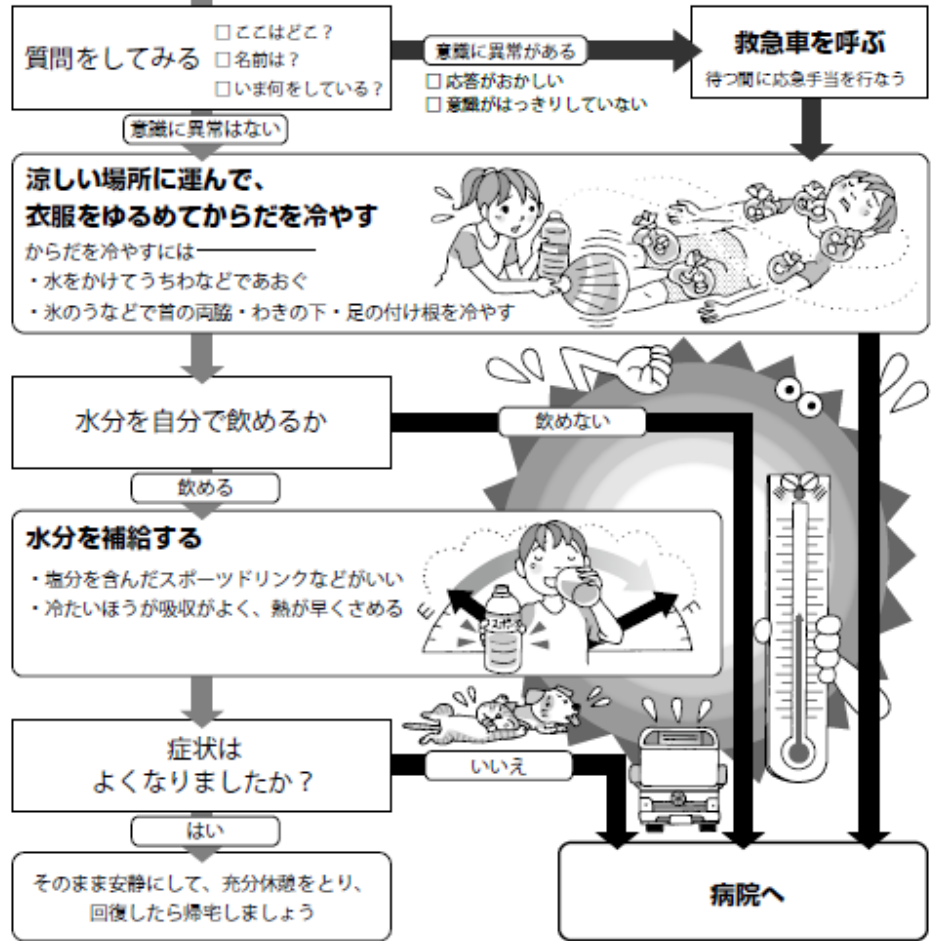 質問をしてみる
□ ここはどこ？
□ 名前は？
□ いま何をしている？
意識に異常がある
□ 応答がおかしい
□ 意識がはっきりしていない
救急車を呼ぶ
待つ間に応急手当を行なう
意識に異常はない
涼しい場所に運んで、
衣服をゆるめてからだを冷やす
からだを冷やすには
・水をかけてうちわなどであおぐ
・氷のうなどで首の両脇・わきの下・足の付け根を冷やす
水分を自分で飲めるか
飲めない
飲める
水分を補給する
・塩分を含んだスポーツドリンクなどがいい
・冷たいほうが吸収がよく、熱が早くさめる
E
F
症状は
よくなりましたか？
いいえ
はい
そのまま安静にして、充分休憩をとり、
回復したら帰宅しましょう
病院へ